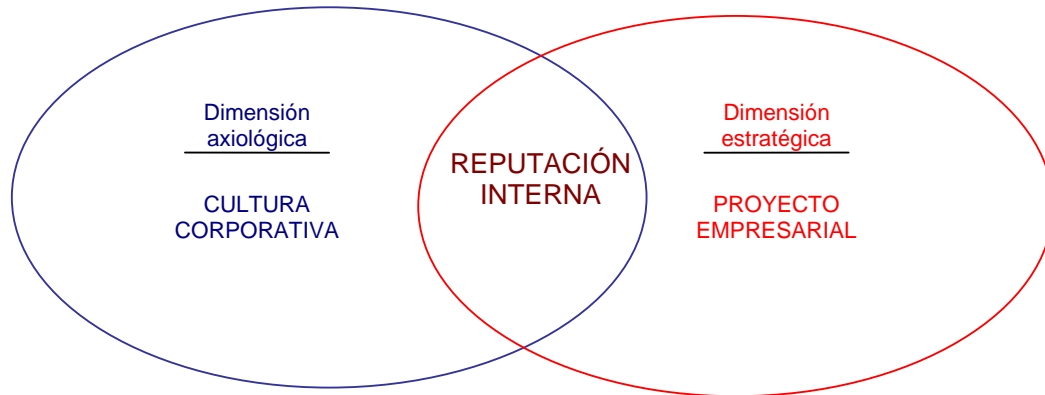 Dimensión
axiológica
CULTURA
CORPORATIVA
REPUTACIÓN
INTERNA
Dimensión
estratégica
PROYECTO
EMPRESARIAL